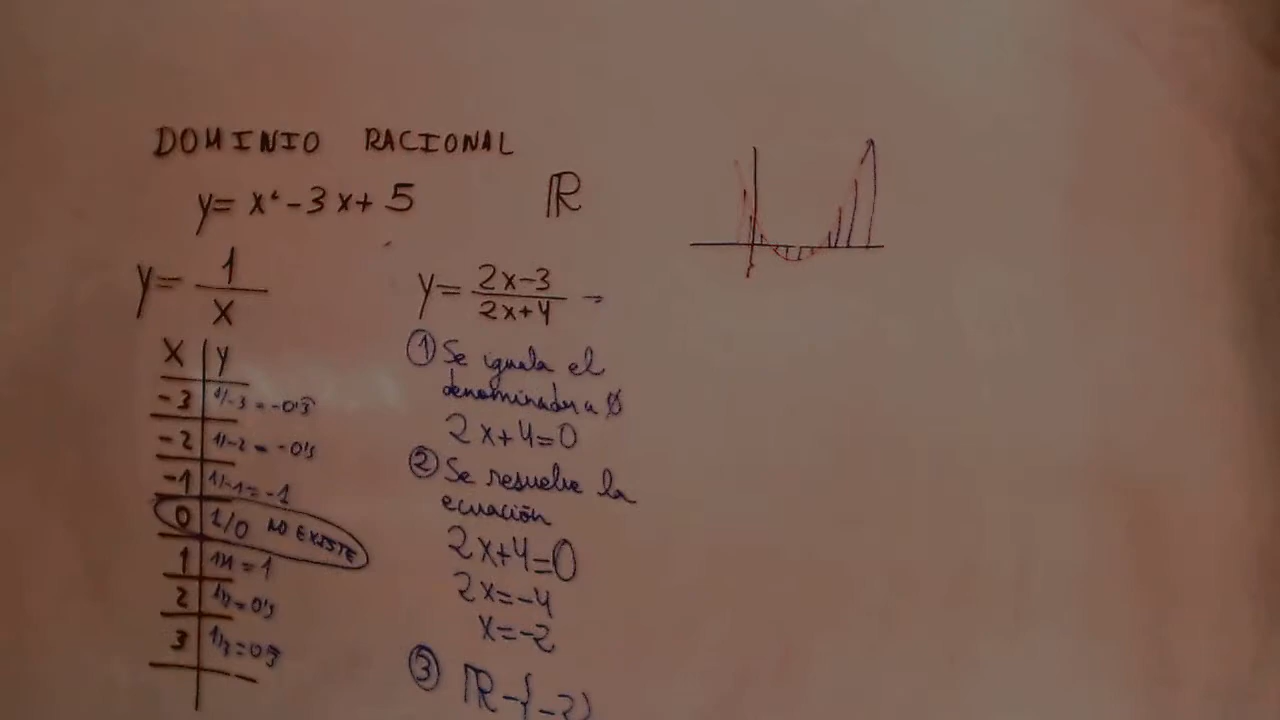 DOMINIO RACIONAL
y= x² -3x+5 ℝ
y= 1/x
x | y
-3 | 1/-3 = -0'3̄
-2 | 1/-2 = -0'5
-1 | 1/-1 = -1
0 | 1/0 NO EXISTE
1 | 1/1 = 1
2 | 1/2 = 0'5
3 | 1/3 = 0'3̄
y= 2x-3/2x+4
① Se iguala el
denominador a 0
2x+4=0
② Se resuelve la
ecuación
2x+4=0
2x=-4
x=-2
③ ℝ-{-2}